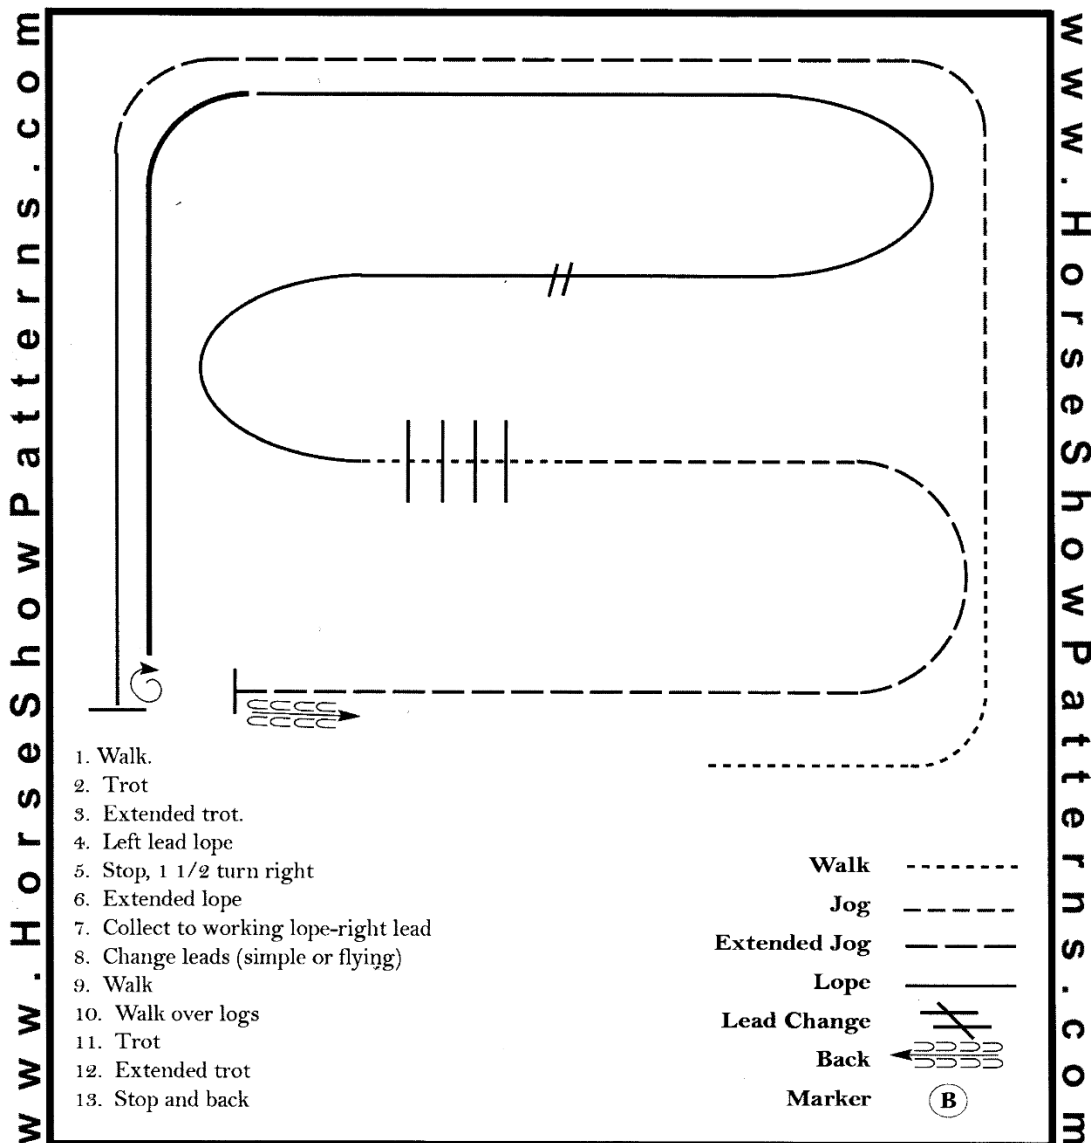 www.HorseShowPatterns.com
www.HorseShowPatterns.com
1. Walk.
2. Trot
3. Extended trot.
4. Left lead lope
5. Stop, 1 1/2 turn right
6. Extended lope
7. Collect to working lope-right lead
8. Change leads (simple or flying)
9. Walk
10. Walk over logs
11. Trot
12. Extended trot
13. Stop and back
Walk
Jog
Extended Jog
Lope
Lead Change
Back
Marker B